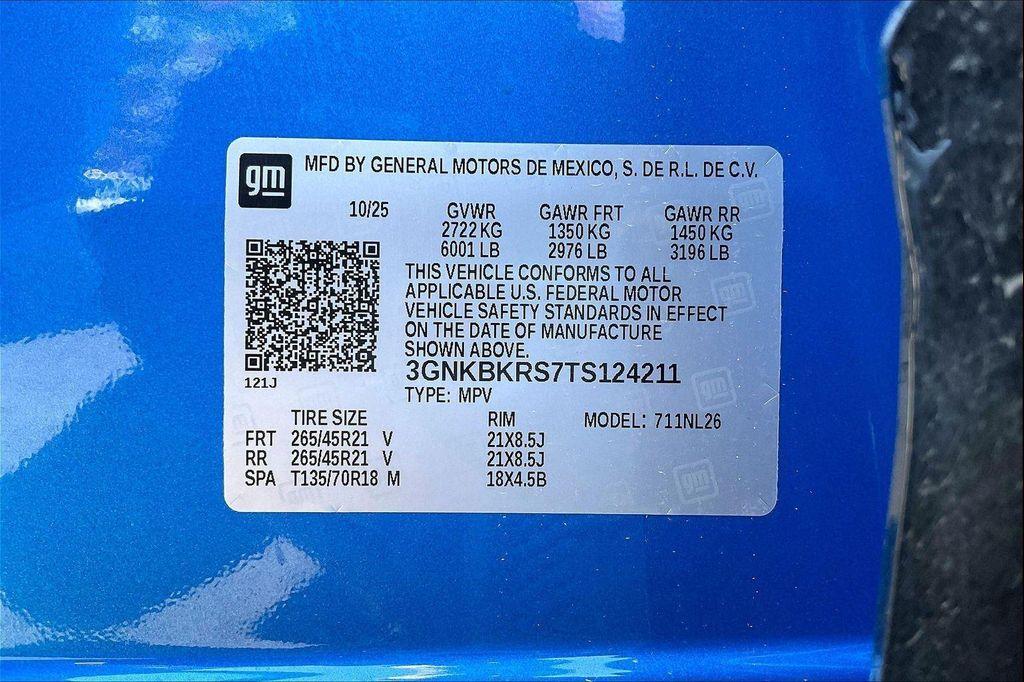 gm
MFD BY GENERAL MOTORS DE MEXICO, S. DE R.L. DE C.V.
10/25 GVWR GAWR FRT GAWR RR
2722 KG 1350 KG 1450 KG
6001 LB 2976 LB 3196 LB
THIS VEHICLE CONFORMS TO ALL
APPLICABLE U.S. FEDERAL MOTOR
VEHICLE SAFETY STANDARDS IN EFFECT
ON THE DATE OF MANUFACTURE
SHOWN ABOVE.
3GNKBKRS7TS124211
121J
TYPE: MPV
TIRE SIZE RIM MODEL: 711NL26
FRT 265/45R21 V 21X8.5J
RR 265/45R21 V 21X8.5J
SPA T135/70R18 M 18X4.5B